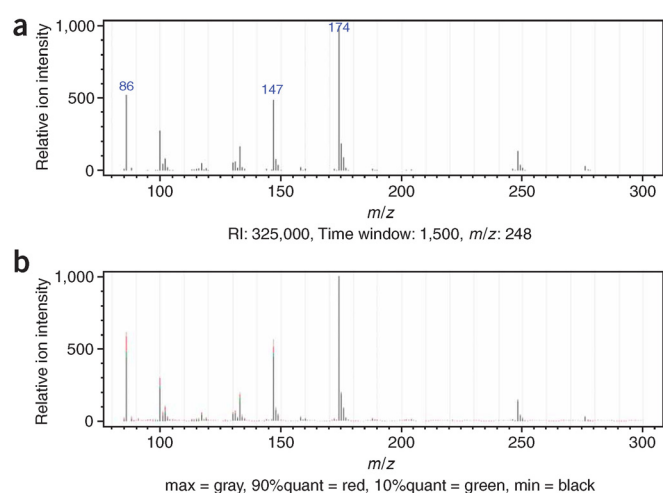 a
Relative ion intensity
1,000
500
0
86
147
174
100
150
200
250
300
m/z
RI: 325,000, Time window: 1,500, m/z: 248
b
Relative ion intensity
1,000
500
0
100
150
200
250
300
m/z
max = gray, 90%quant = red, 10%quant = green, min = black